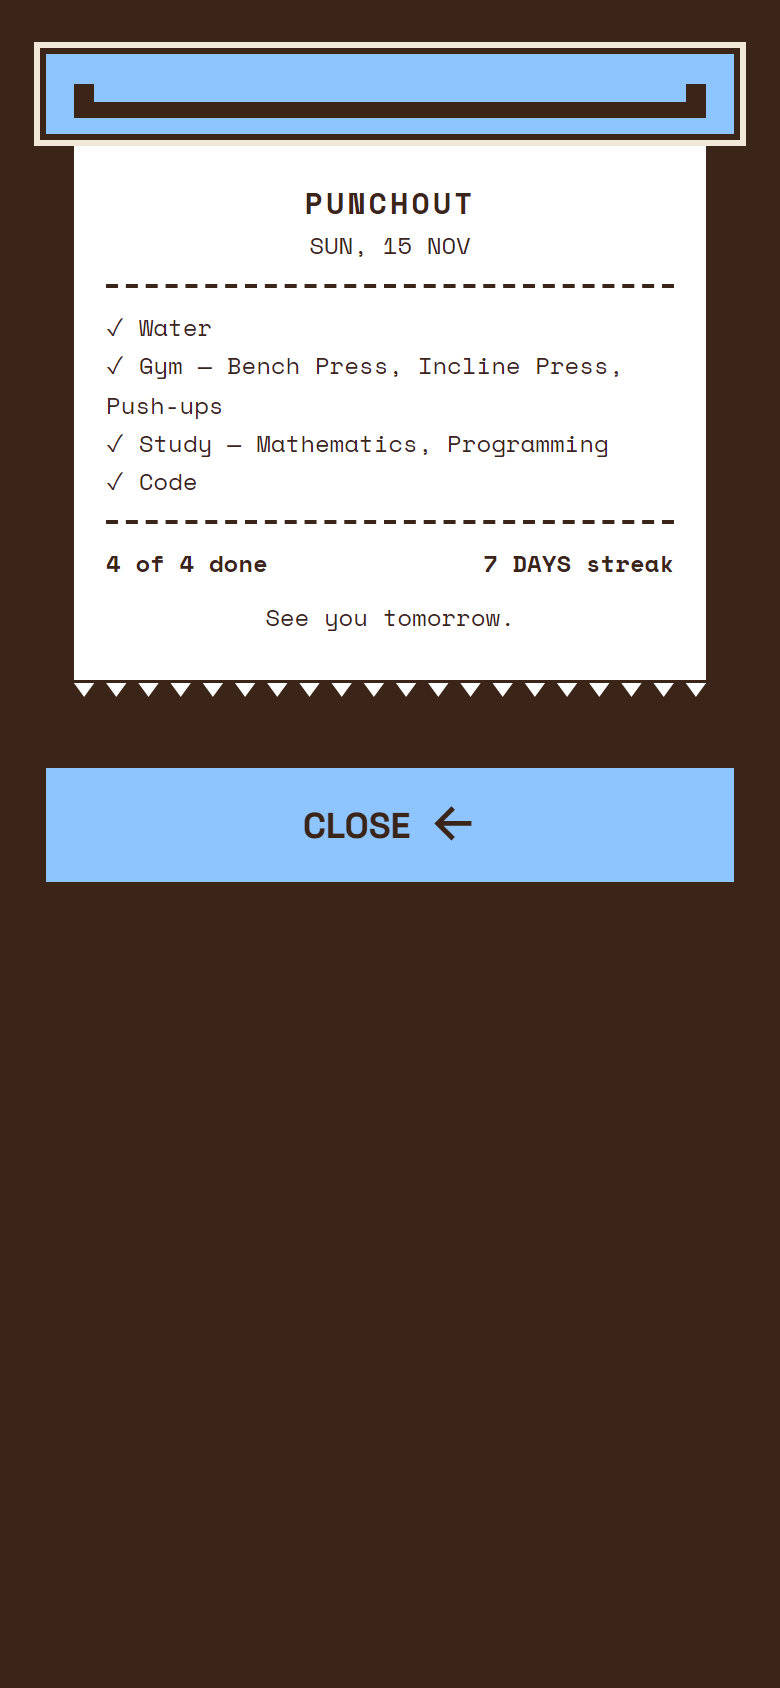 PUNCHOUT
SUN, 15 NOV
✓ Water
✓ Gym — Bench Press, Incline Press,
Push-ups
✓ Study — Mathematics, Programming
✓ Code
4 of 4 done 7 DAYS streak
See you tomorrow.
CLOSE ←